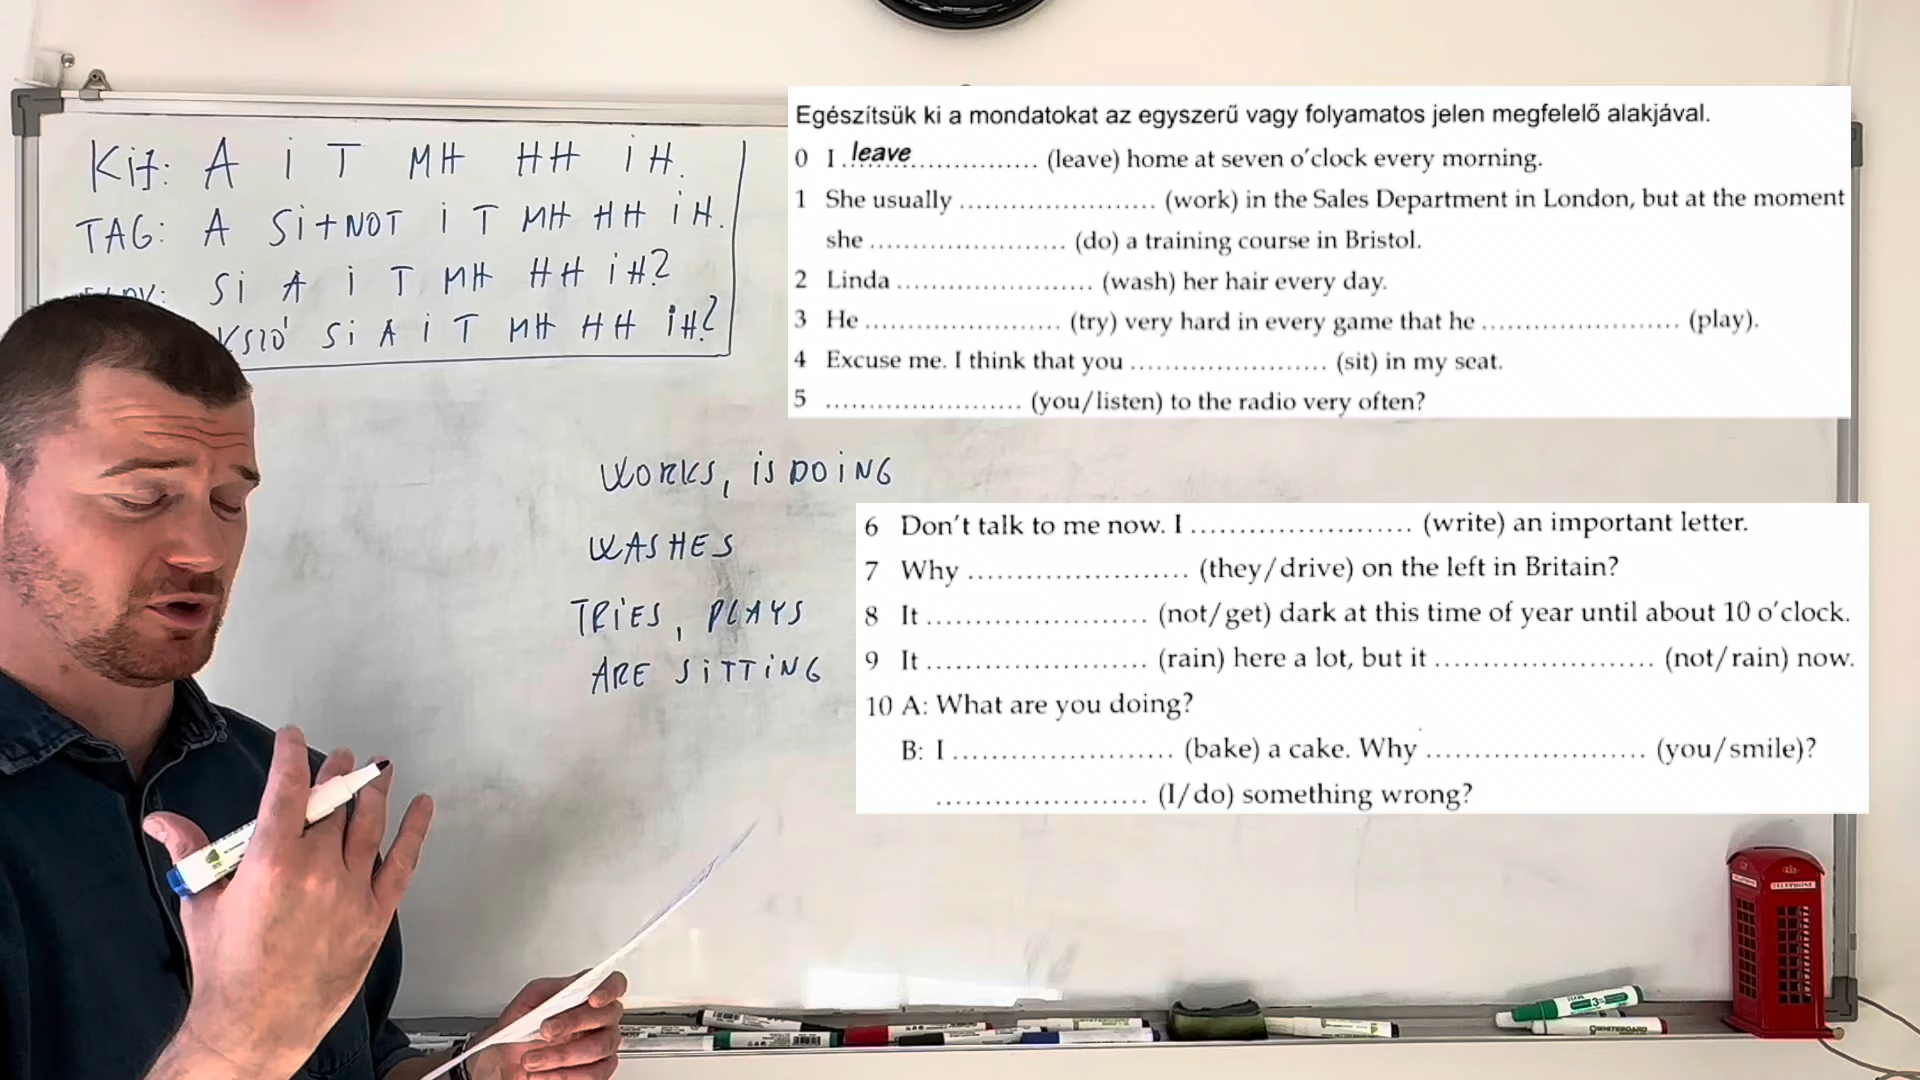 Kif: A i T MH HH iH.
TAG: A Si+NOT i T MH HH iH.
Si A i T MH HH iH?
KSZÓ Si A i T MH HH iH?
Egészítsük ki a mondatokat az egyszerű vagy folyamatos jelen megfelelő alakjával.
0 I leave (leave) home at seven o'clock every morning.
1 She usually ........................ (work) in the Sales Department in London, but at the moment
she ........................ (do) a training course in Bristol.
2 Linda ........................ (wash) her hair every day.
3 He ........................ (try) very hard in every game that he ........................ (play).
4 Excuse me. I think that you ........................ (sit) in my seat.
5 ........................ (you/listen) to the radio very often?
WORKS, iS DOiNG
WASHES
TRiES, PLAYS
ARE SiTTiNG
6 Don't talk to me now. I ........................ (write) an important letter.
7 Why ........................ (they/drive) on the left in Britain?
8 It ........................ (not/get) dark at this time of year until about 10 o'clock.
9 It ........................ (rain) here a lot, but it ........................ (not/rain) now.
10 A: What are you doing?
B: I ........................ (bake) a cake. Why ........................ (you/smile)?
........................ (I/do) something wrong?
TELEPHONE